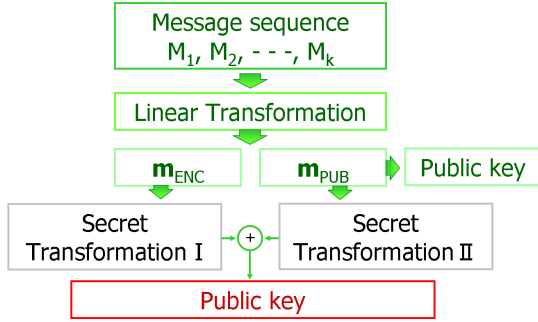 Message sequence
M1, M2, - - -, Mk
Linear Transformation
mENC
mPUB
Public key
Secret
Transformation I
+
Secret
Transformation II
Public key